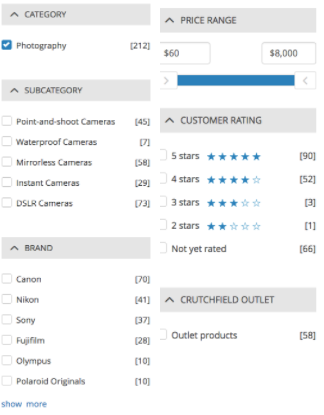 CATEGORY
Photography [212]
SUBCATEGORY
Point-and-shoot Cameras [45]
Waterproof Cameras [7]
Mirrorless Cameras [58]
Instant Cameras [29]
DSLR Cameras [73]
BRAND
Canon [70]
Nikon [41]
Sony [37]
Fujifilm [28]
Olympus [10]
Polaroid Originals [10]
show more
PRICE RANGE
$60 $8,000
CUSTOMER RATING
5 stars ★★★★★ [90]
4 stars ★★★★☆ [52]
3 stars ★★★☆☆ [3]
2 stars ★★☆☆☆ [1]
Not yet rated [66]
CRUTCHFIELD OUTLET
Outlet products [58]